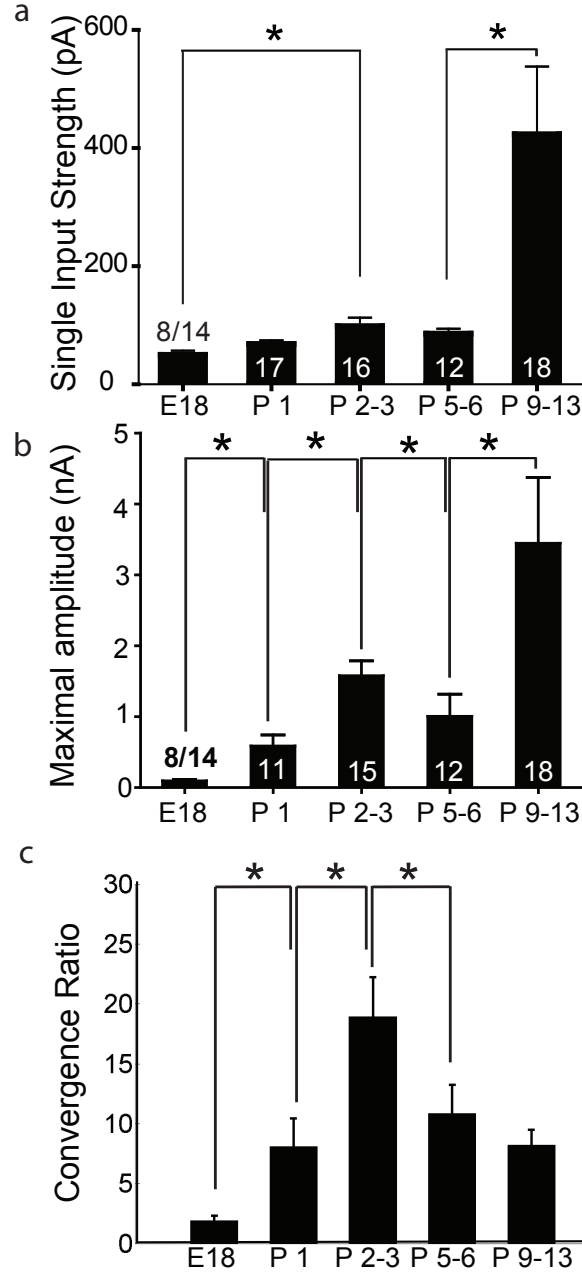 a
Single Input Strength (pA)
600
400
200
0
*
*
8/14
17
16
12
18
E18
P 1
P 2-3
P 5-6
P 9-13
b
Maximal amplitude (nA)
5
4
3
2
1
0
*
*
*
*
8/14
11
15
12
18
E18
P 1
P 2-3
P 5-6
P 9-13
c
Convergence Ratio
30
25
20
15
10
5
0
*
*
*
E18
P 1
P 2-3
P 5-6
P 9-13